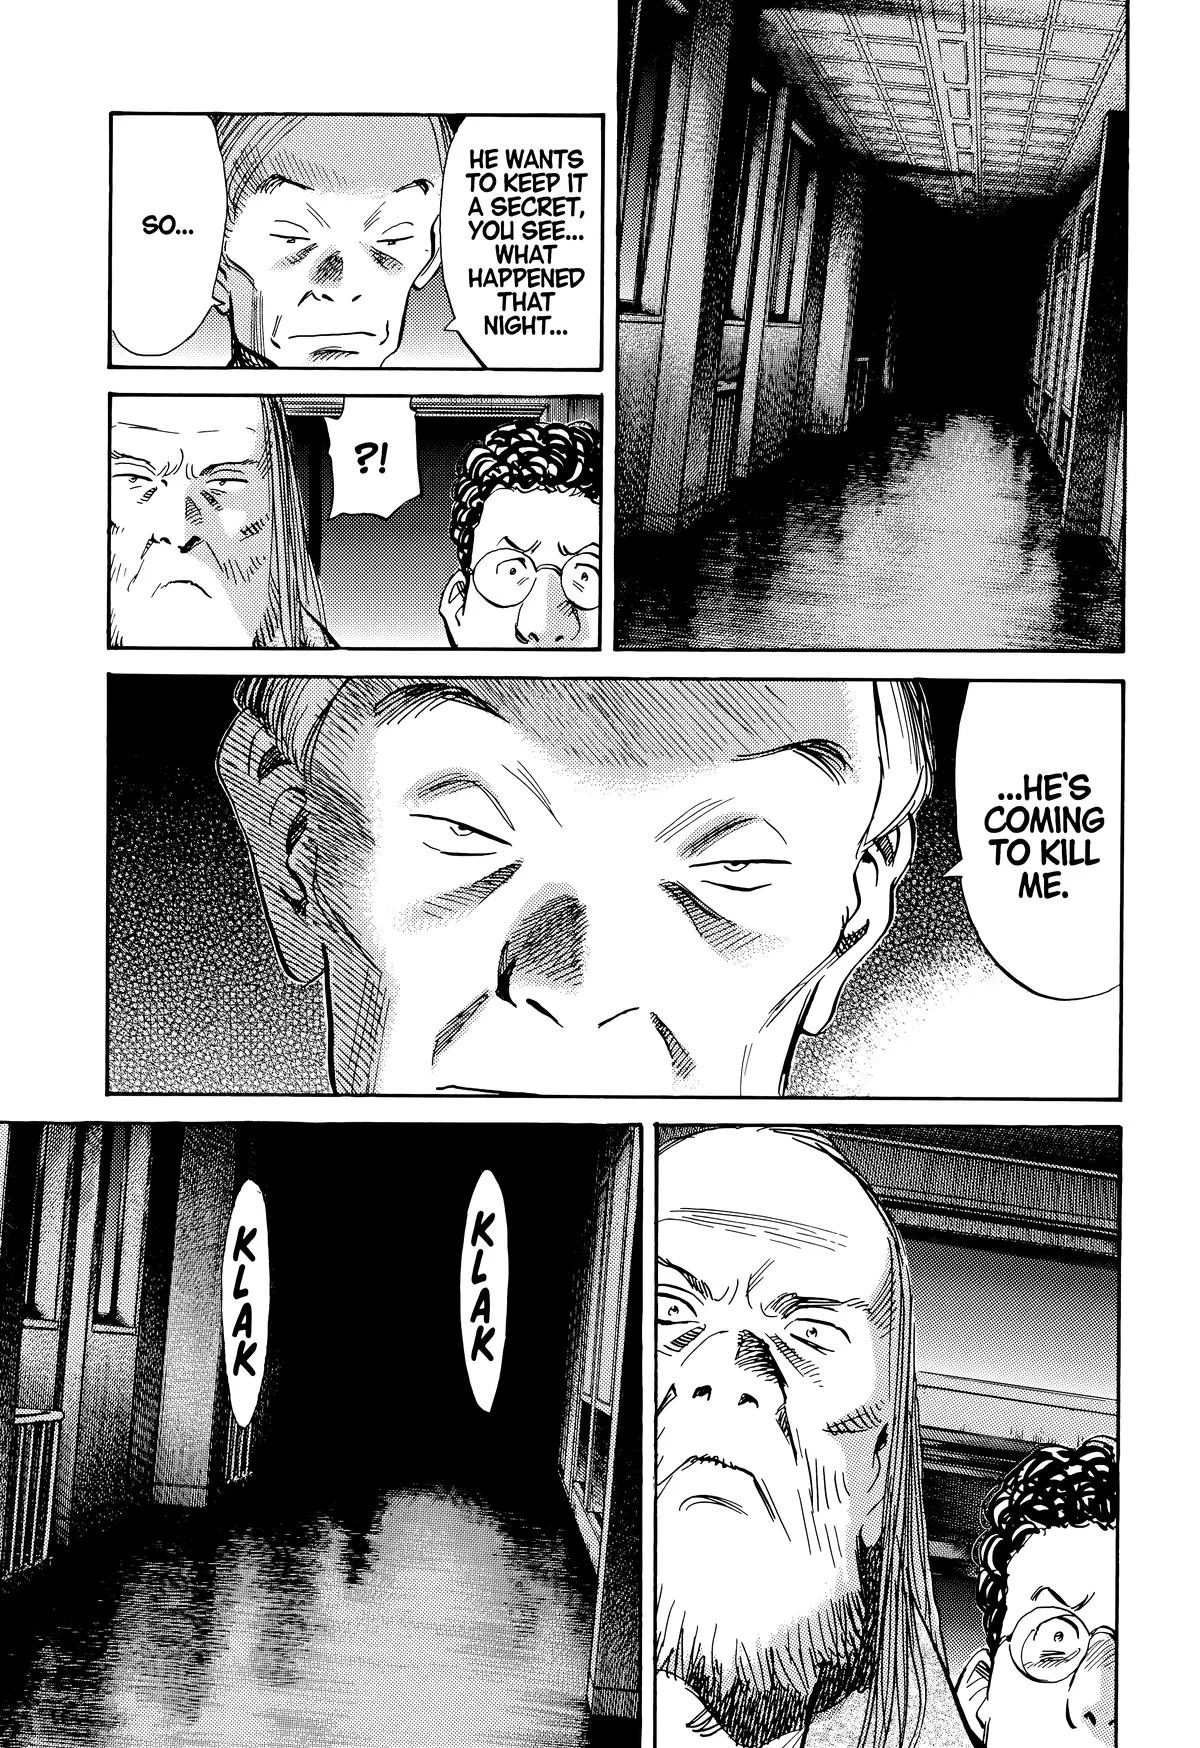 HE WANTS
TO KEEP IT
A SECRET,
YOU SEE...
WHAT
HAPPENED
THAT
NIGHT...
SO...
?!
...HE'S
COMING
TO KILL
ME.
KLAK
KLAK